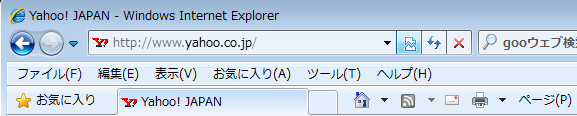 Yahoo! JAPAN - Windows Internet Explorer
http://www.yahoo.co.jp/ gooウェブ検
ファイル(F) 編集(E) 表示(V) お気に入り(A) ツール(T) ヘルプ(H)
お気に入り Yahoo! JAPAN ページ(P)